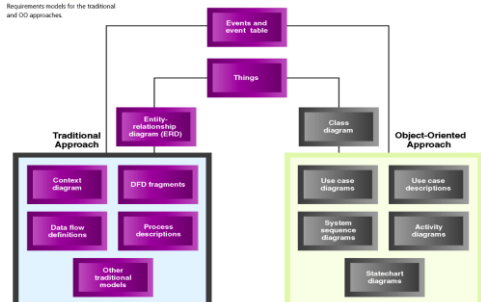 Requirements models for the traditional
and OO approaches.
Events and
event table
Things
Entity-
relationship
diagram (ERD)
Class
diagram
Traditional
Approach
Object-Oriented
Approach
Context
diagram
DFD fragments
Data flow
definitions
Process
descriptions
Other
traditional
models
Use case
diagrams
Use case
descriptions
System
sequence
diagrams
Activity
diagrams
Statechart
diagrams